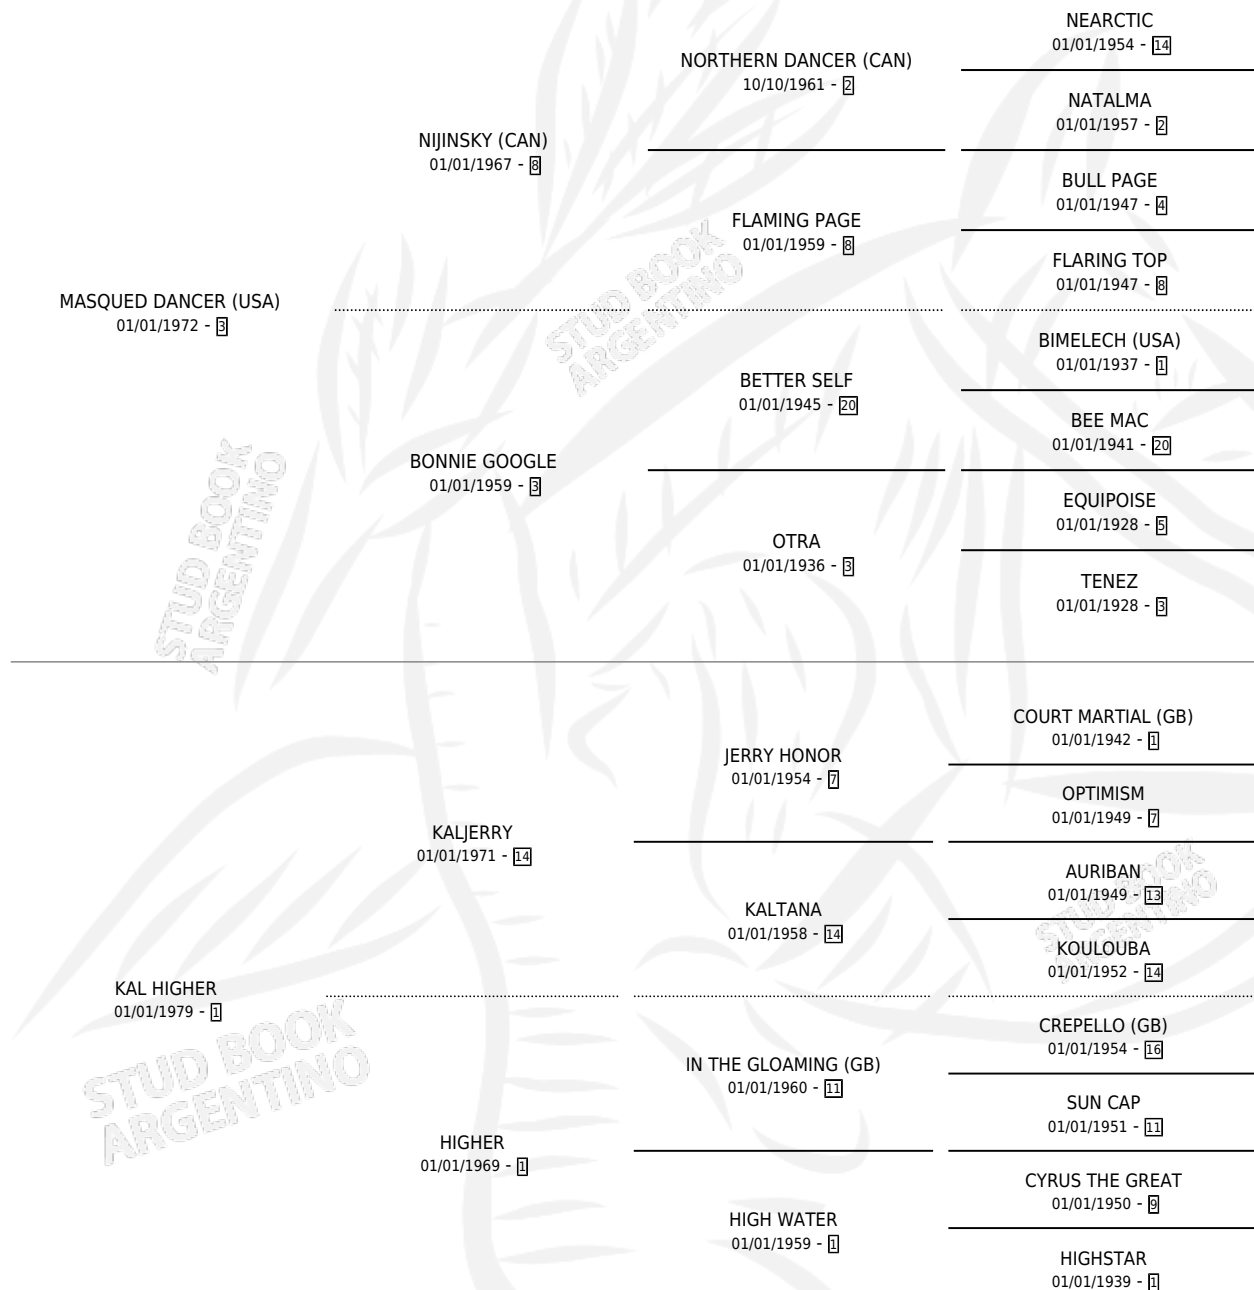 NEARCTIC
01/01/1954 - 14
NORTHERN DANCER (CAN)
10/10/1961 - 2
NATALMA
01/01/1957 - 2
NIJINSKY (CAN)
01/01/1967 - 8
BULL PAGE
01/01/1947 - 4
FLAMING PAGE
01/01/1959 - 8
FLARING TOP
01/01/1947 - 8
MASQUED DANCER (USA)
01/01/1972 - 3
BIMELECH (USA)
01/01/1937 - 1
BETTER SELF
01/01/1945 - 20
BEE MAC
01/01/1941 - 20
BONNIE GOOGLE
01/01/1959 - 3
EQUIPOISE
01/01/1928 - 5
OTRA
01/01/1936 - 3
TENEZ
01/01/1928 - 3
COURT MARTIAL (GB)
01/01/1942 - 1
JERRY HONOR
01/01/1954 - 7
OPTIMISM
01/01/1949 - 7
KALJERRY
01/01/1971 - 14
AURIBAN
01/01/1949 - 13
KALTANA
01/01/1958 - 14
KOULOUBA
01/01/1952 - 14
KAL HIGHER
01/01/1979 - 1
CREPELLO (GB)
01/01/1954 - 16
IN THE GLOAMING (GB)
01/01/1960 - 11
SUN CAP
01/01/1951 - 11
HIGHER
01/01/1969 - 1
CYRUS THE GREAT
01/01/1950 - 9
HIGH WATER
01/01/1959 - 1
HIGHSTAR
01/01/1939 - 1
STUD BOOK
ARGENTINO
STUD BOOK
ARGENTINO
STUD BOOK
ARGENTINO
STUD BOOK
ARGENTINO